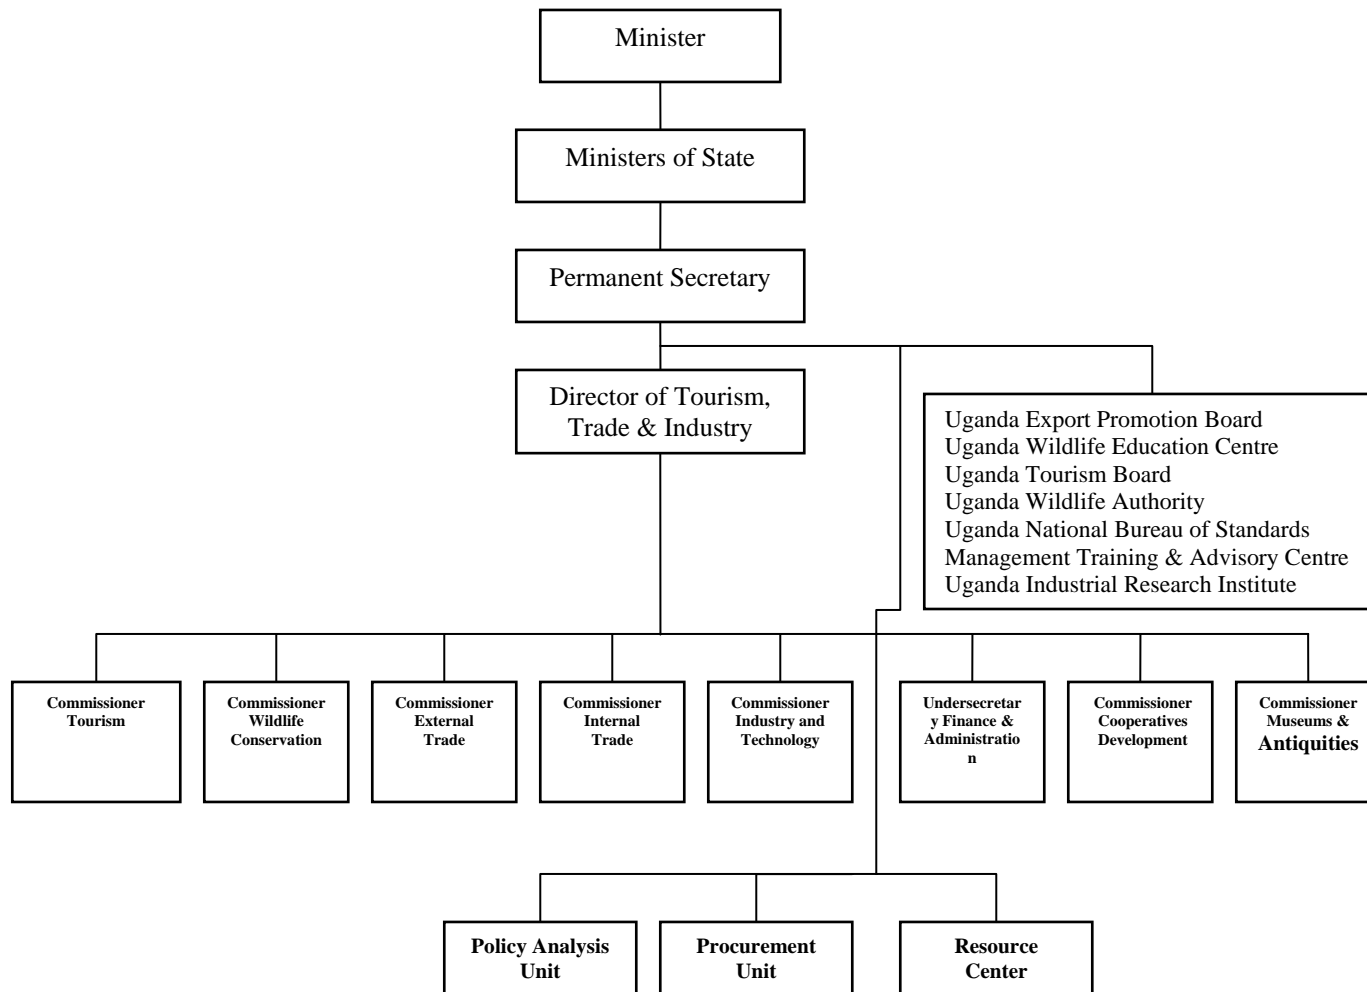 Minister
Ministers of State
Permanent Secretary
Director of Tourism,
Trade & Industry
Uganda Export Promotion Board
Uganda Wildlife Education Centre
Uganda Tourism Board
Uganda Wildlife Authority
Uganda National Bureau of Standards
Management Training & Advisory Centre
Uganda Industrial Research Institute
Commissioner
Tourism
Commissioner
Wildlife
Conservation
Commissioner
External
Trade
Commissioner
Internal
Trade
Commissioner
Industry and
Technology
Undersecretar
y Finance &
Administratio
n
Commissioner
Cooperatives
Development
Commissioner
Museums &
Antiquities
Policy Analysis
Unit
Procurement
Unit
Resource
Center